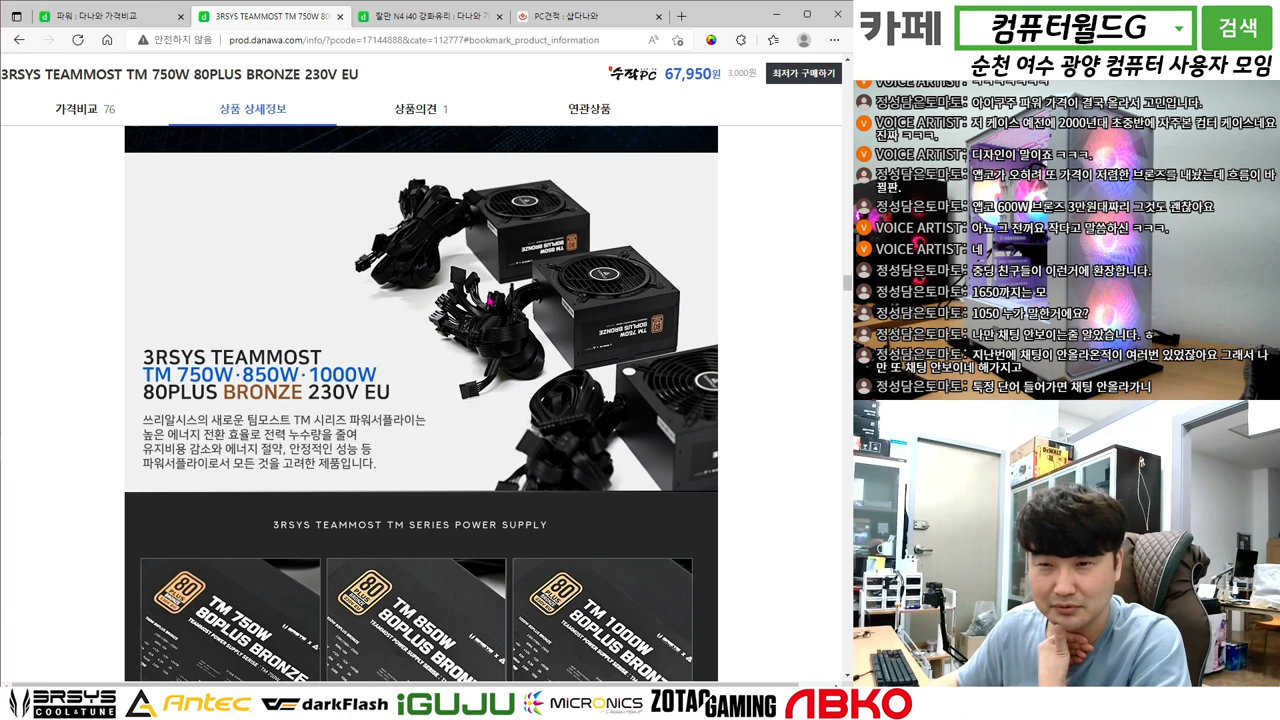 파워 : 다나와 가격비교
3RSYS TEAMMOST TM 750W 80
잘만 N4 i40 강화유리 : 다나와 가
PC견적 : 샵다나와
안전하지 않음
prod.danawa.com/info/?pcode=17144888&cate=112777#bookmark_product_information
3RSYS TEAMMOST TM 750W 80PLUS BRONZE 230V EU
수작PC
67,950원
3,000원
최저가 구매하기
가격비교 76
상품 상세정보
상품의견 1
연관상품
3RSYS TEAMMOST
TM 750W·850W·1000W
80PLUS BRONZE 230V EU
쓰리알시스의 새로운 팀모스트 TM 시리즈 파워서플라이는
높은 에너지 전환 효율로 전력 누수량을 줄여
유지비용 감소와 에너지 절약, 안정적인 성능 등
파워서플라이로서 모든 것을 고려한 제품입니다.
TM 850W
80PLUS BRONZE
TM 750W
80PLUS BRONZE
3RSYS TEAMMOST TM SERIES POWER SUPPLY
80
TM 750W
80PLUS BRONZE
80
TM 850W
80PLUS BRON
80
TM 1000W
80PLUS BRON
카페
컴퓨터월드G
검색
순천 여수 광양 컴퓨터 사용자 모임
정성담은토마토: 아이구주 파워 가격이 결국 올라서 고민입니다.
VOICE ARTIST: 저 케이스 예전에 2000년대 초중반에 자주본 컴터 케이스네요
진짜 ㅋㅋㅋ.
VOICE ARTIST: 디자인이 말이죠 ㅋㅋㅋ.
정성담은토마토: 앱코가 오히려 또 가격이 저렴한 브론즈를 내놨는데 흐름이 바
뀔판.
정성담은토마토: 앱코 600W 브론즈 3만원대짜리 그것도 괜찮아요
VOICE ARTIST: 아뇨 그 전꺼요 작다고 말씀하신 ㅋㅋㅋ.
VOICE ARTIST: 네
정성담은토마토: 중딩 친구들이 이런거에 환장합니다.
정성담은토마토: 1650까지는 모
정성담은토마토: 1050 누가 말한거에요?
정성담은토마토: 나만 채팅 안보이는줄 알았습니다. ㅎ
정성담은토마토: 지난번에 채팅이 안올라온적이 여러번 있었잖아요 그래서 나
만 또 채팅 안보이네 해가지고
정성담은토마토: 특정 단어 들어가면 채팅 안올라가니
DEWALT
3RSYS
COOL & TUNE
Antec
darkFlash
iGUJU
MICRONICS
ZOTAC GAMING
ABKO